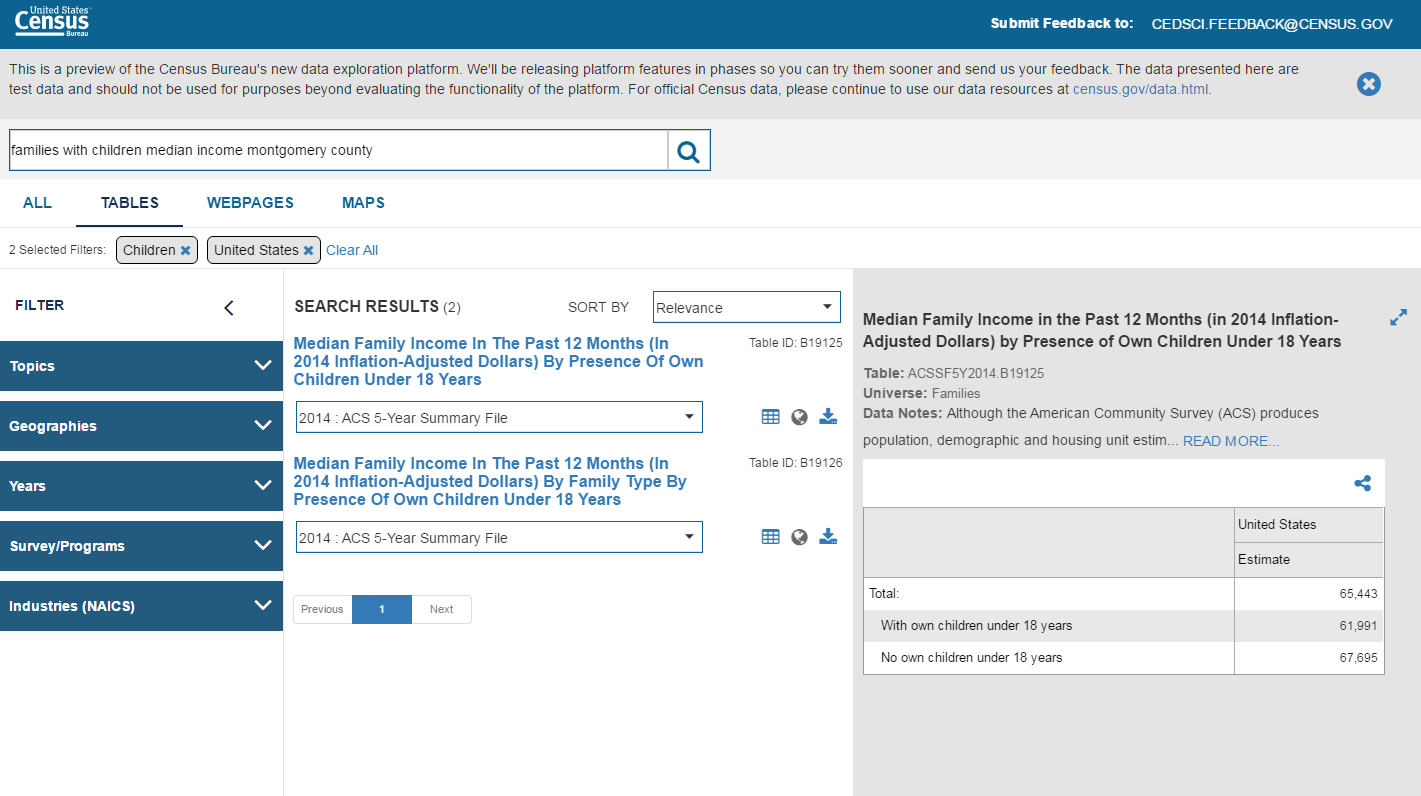 United States™
Census
Bureau
Submit Feedback to: CEDSCI.FEEDBACK@CENSUS.GOV
This is a preview of the Census Bureau's new data exploration platform. We'll be releasing platform features in phases so you can try them sooner and send us your feedback. The data presented here are
test data and should not be used for purposes beyond evaluating the functionality of the platform. For official Census data, please continue to use our data resources at census.gov/data.html.
families with children median income montgomery county
ALL TABLES WEBPAGES MAPS
2 Selected Filters: Children United States Clear All
FILTER
Topics
Geographies
Years
Survey/Programs
Industries (NAICS)
SEARCH RESULTS (2) SORT BY Relevance
Median Family Income In The Past 12 Months (In Table ID: B19125
2014 Inflation-Adjusted Dollars) By Presence Of Own
Children Under 18 Years
2014 : ACS 5-Year Summary File
Median Family Income In The Past 12 Months (In Table ID: B19126
2014 Inflation-Adjusted Dollars) By Family Type By
Presence Of Own Children Under 18 Years
2014 : ACS 5-Year Summary File
Previous 1 Next
Median Family Income in the Past 12 Months (in 2014 Inflation-
Adjusted Dollars) by Presence of Own Children Under 18 Years
Table: ACSSF5Y2014.B19125
Universe: Families
Data Notes: Although the American Community Survey (ACS) produces
population, demographic and housing unit estim... READ MORE...
United States
Estimate
Total: 65,443
With own children under 18 years 61,991
No own children under 18 years 67,695